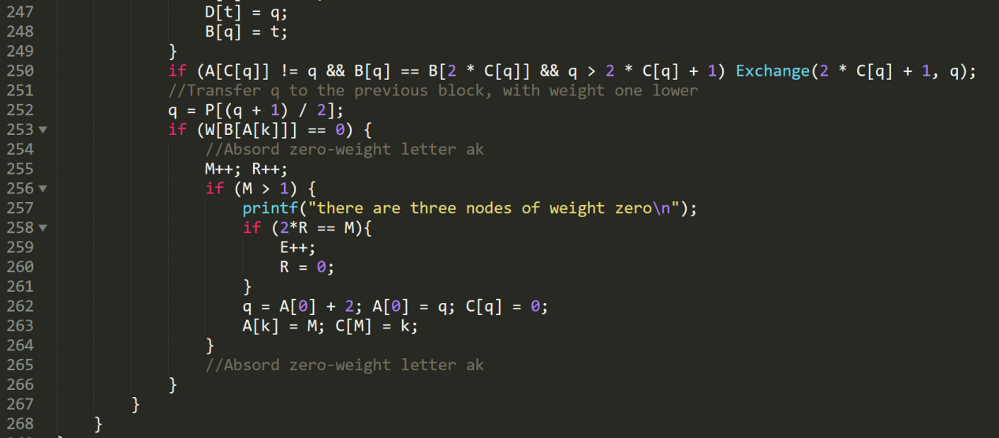 247 D[t] = q;
248 B[q] = t;
249 }
250 if (A[C[q]] != q && B[q] == B[2 * C[q]] && q > 2 * C[q] + 1) Exchange(2 * C[q] + 1, q);
251 //Transfer q to the previous block, with weight one lower
252 q = P[(q + 1) / 2];
253 if (W[B[A[k]]] == 0) {
254 //Absord zero-weight letter ak
255 M++; R++;
256 if (M > 1) {
257 printf("there are three nodes of weight zero\n");
258 if (2*R == M){
259 E++;
260 R = 0;
261 }
262 q = A[0] + 2; A[0] = q; C[q] = 0;
263 A[k] = M; C[M] = k;
264 }
265 //Absord zero-weight letter ak
266 }
267 }
268 }